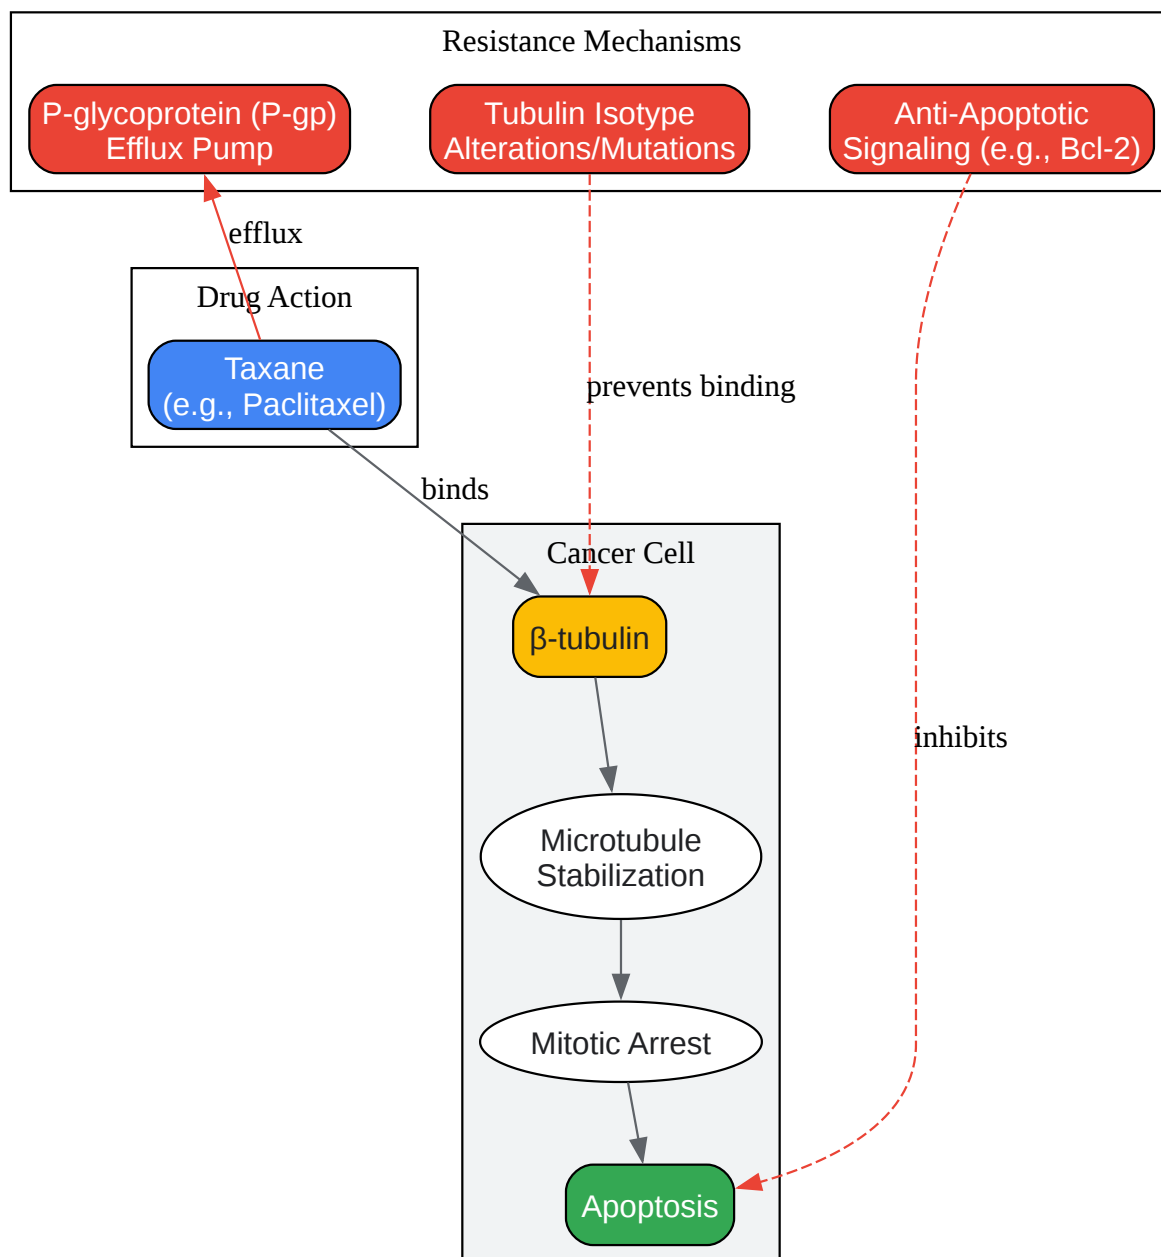 Resistance Mechanisms
P-glycoprotein (P-gp)
Efflux Pump
Tubulin Isotype
Alterations/Mutations
Anti-Apoptotic
Signaling (e.g., Bcl-2)
efflux
Drug Action
Taxane
(e.g., Paclitaxel)
prevents binding
binds
Cancer Cell
β-tubulin
inhibits
Microtubule
Stabilization
Mitotic Arrest
Apoptosis